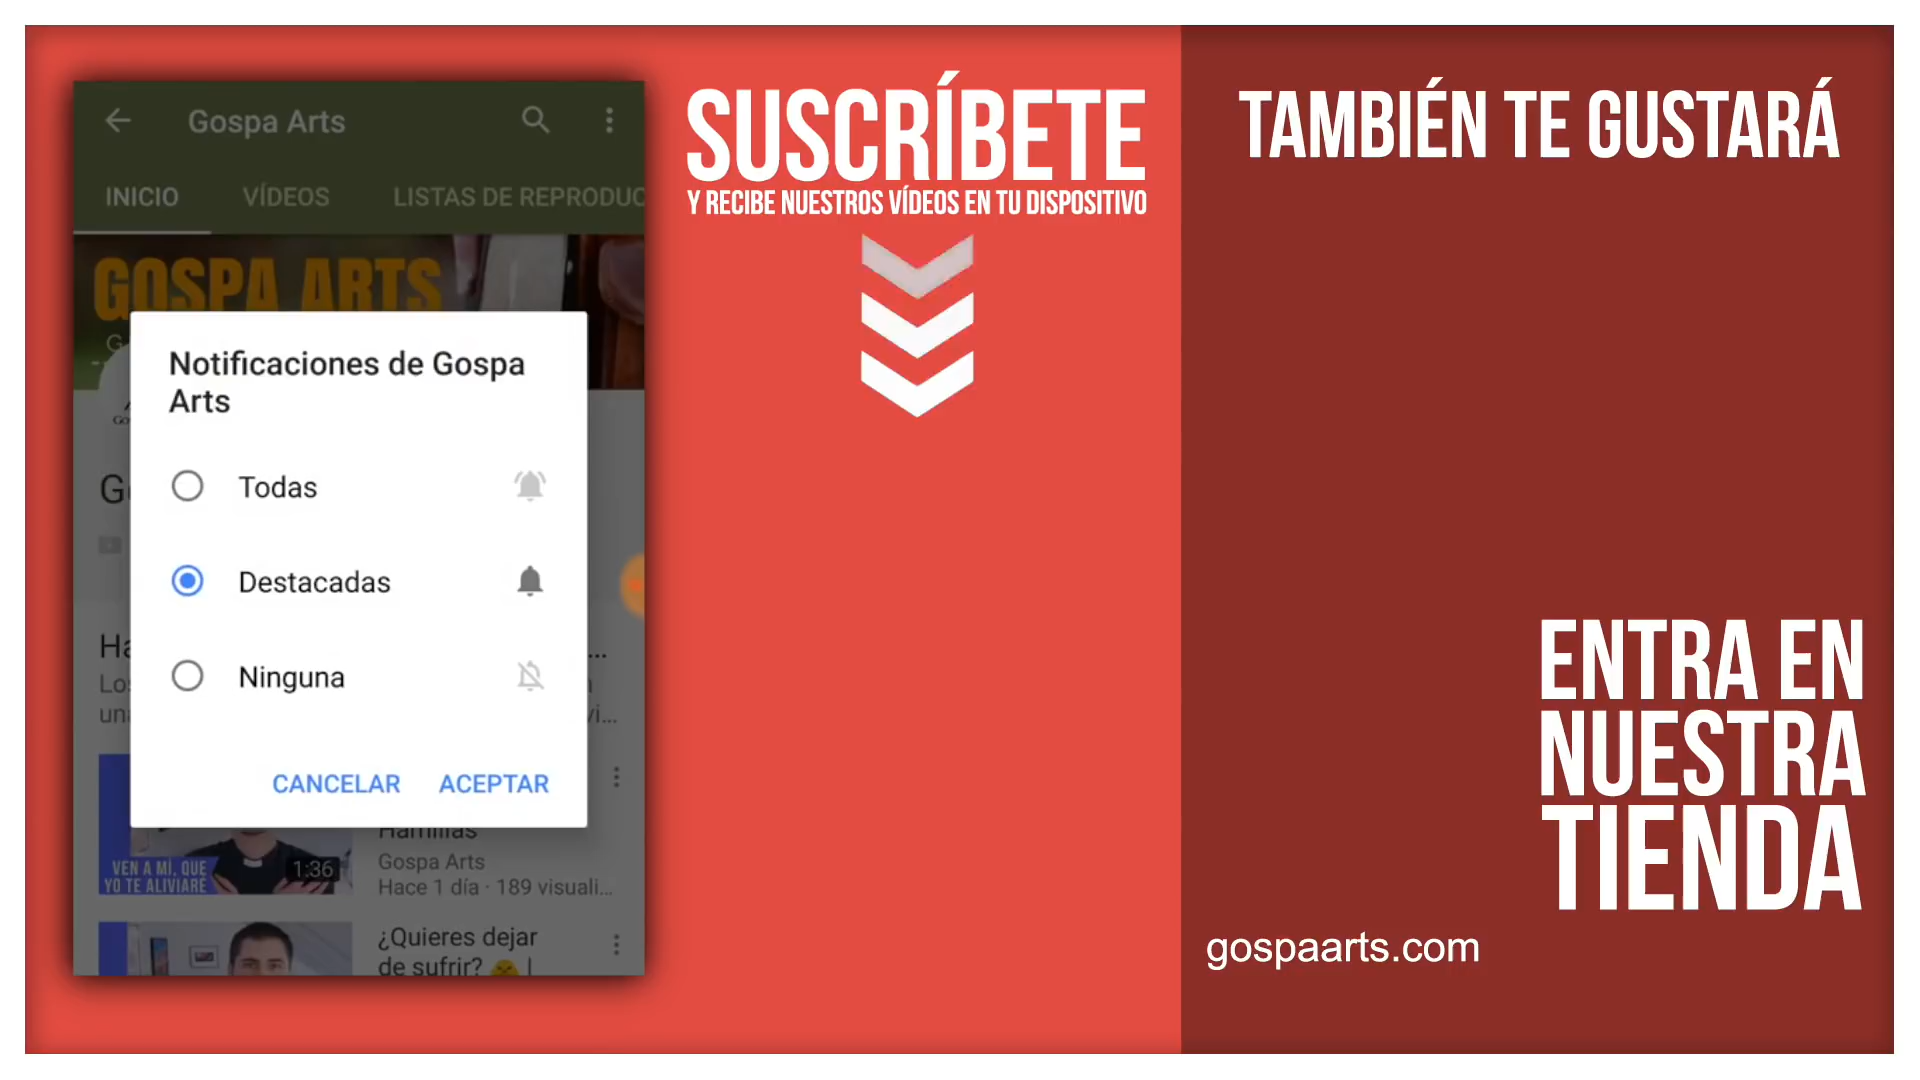 Gospa Arts
INICIO VÍDEOS LISTAS DE REPRODUC
GOSPA ARTS
Notificaciones de Gospa
Arts
Todas
Destacadas
Ninguna
CANCELAR ACEPTAR
VEN A MÍ, QUE
YO TE ALIVIARÉ
1:36
Hamillas
Gospa Arts
Hace 1 día · 189 visuali...
¿Quieres dejar
de sufrir? 😔 |
SUSCRÍBETE
Y RECIBE NUESTROS VÍDEOS EN TU DISPOSITIVO
TAMBIÉN TE GUSTARÁ
ENTRA EN
NUESTRA
TIENDA
gospaarts.com